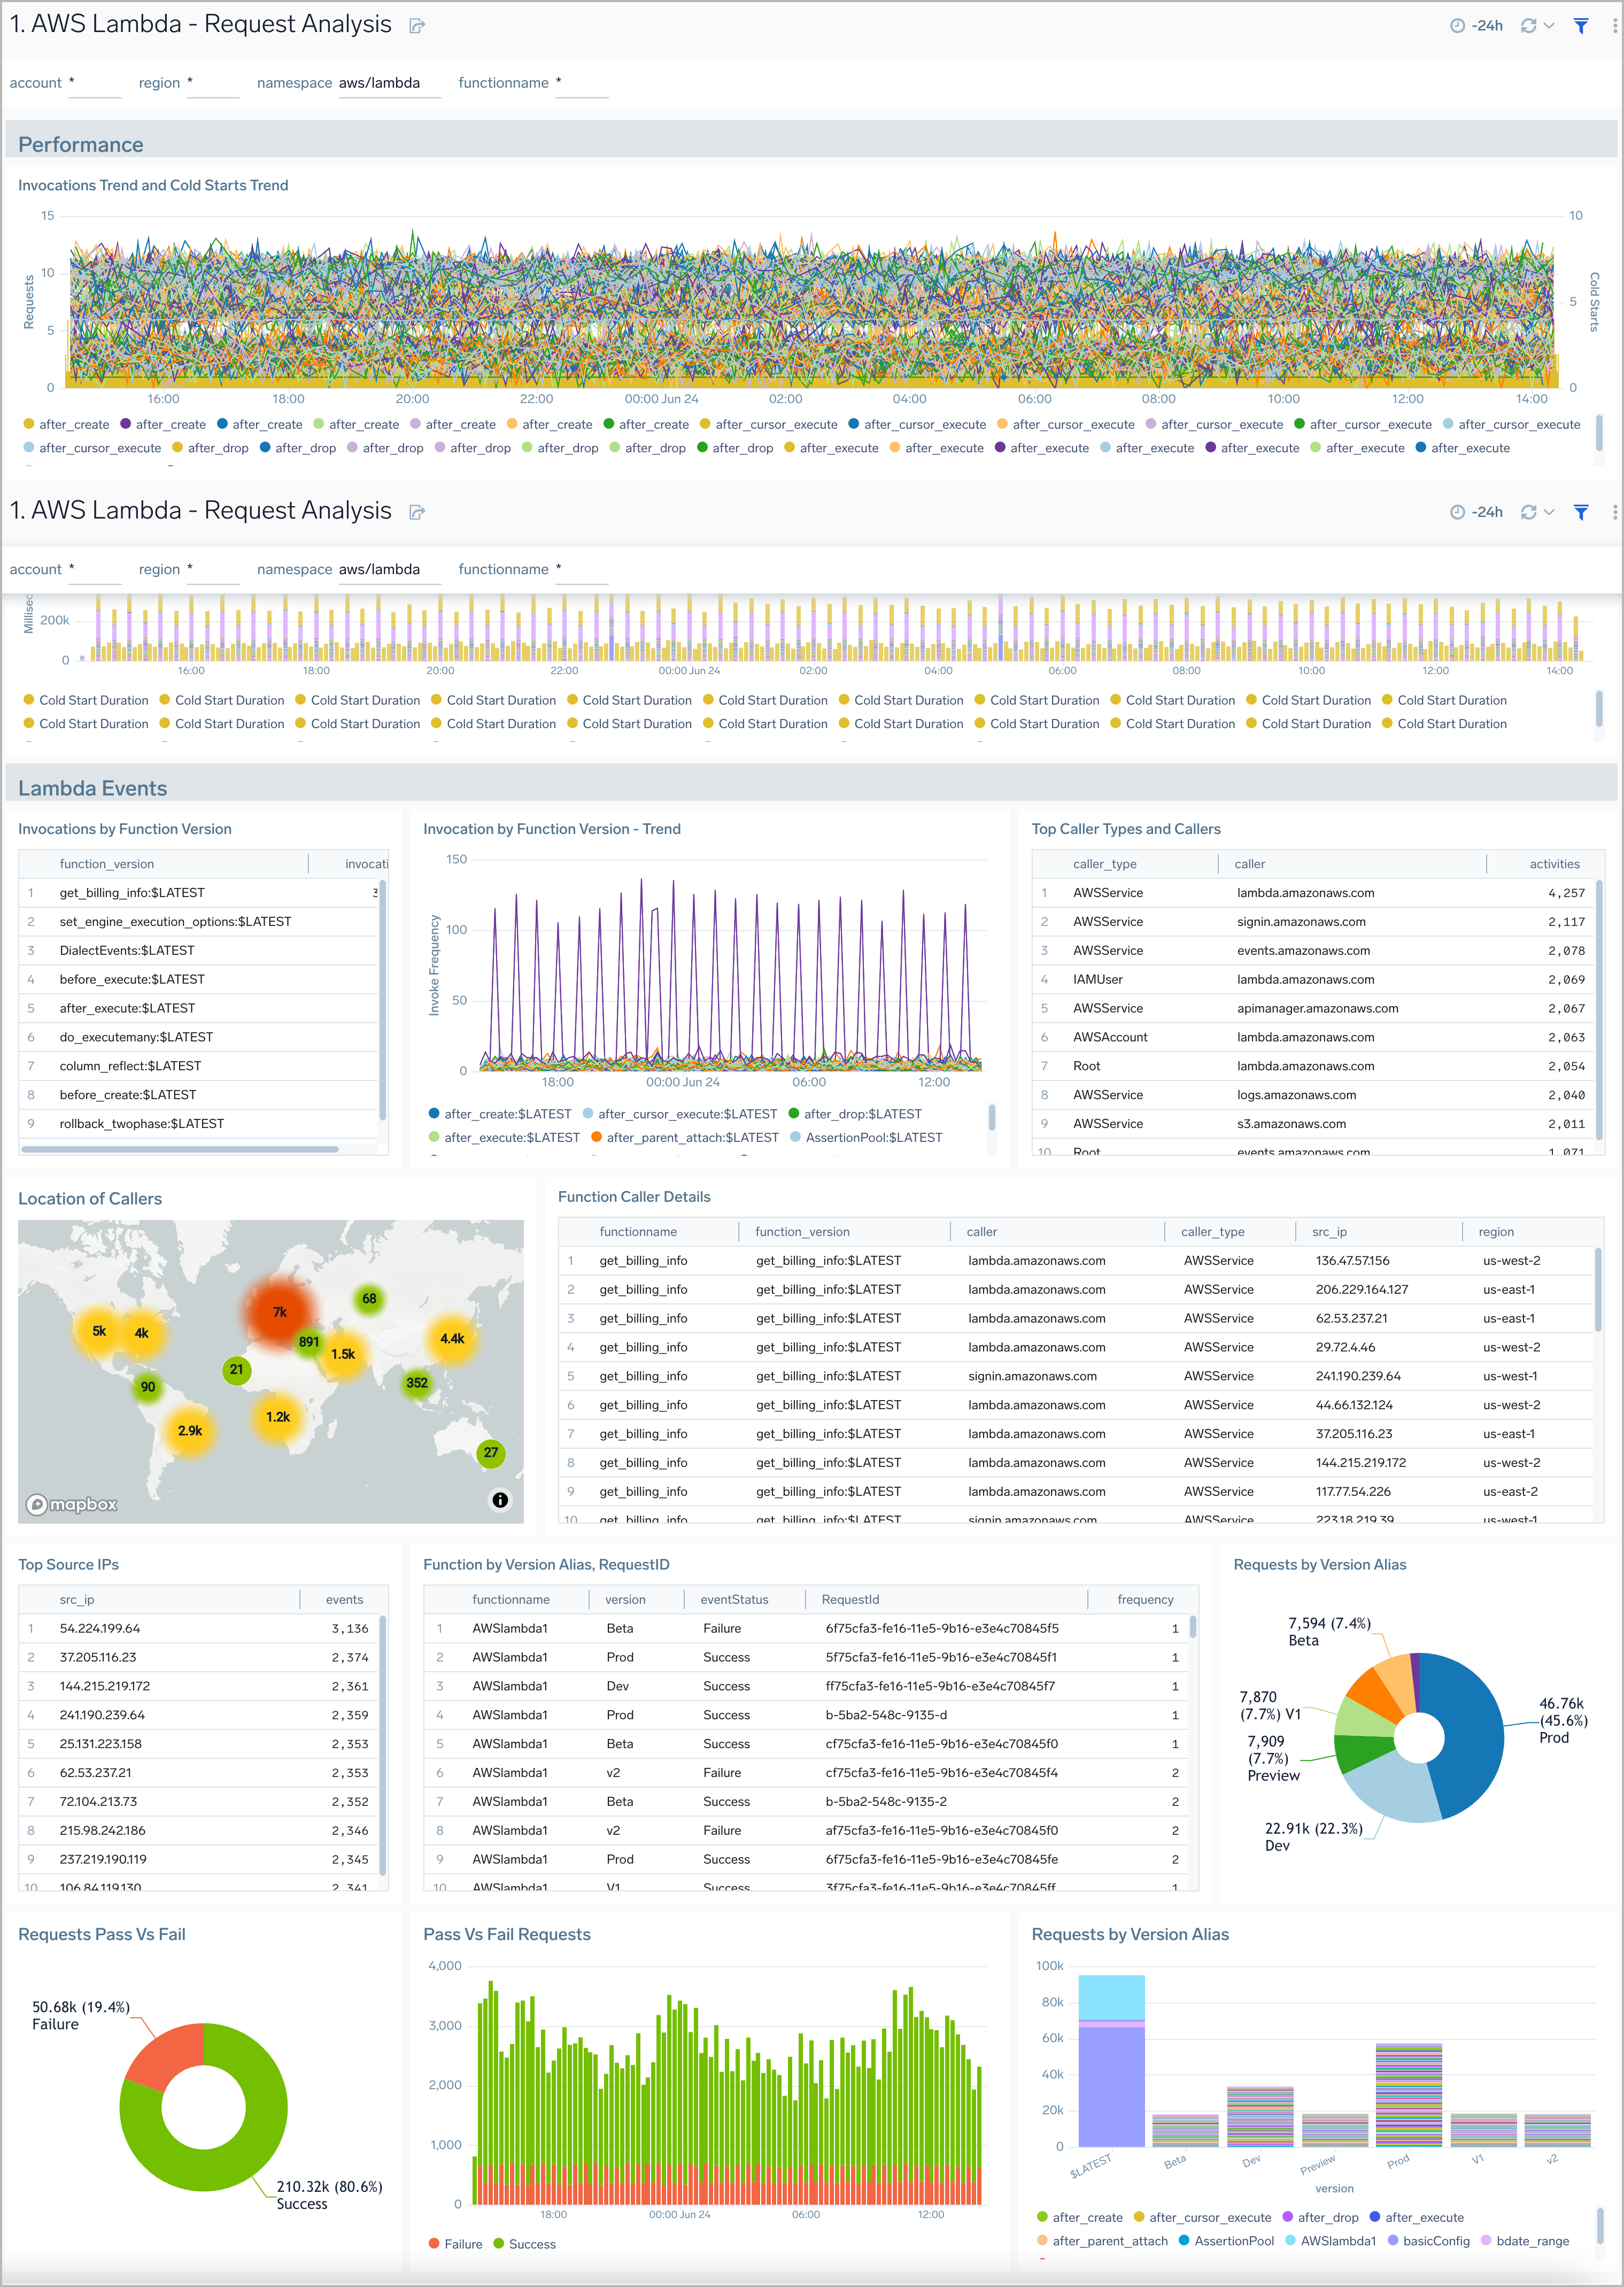 1. AWS Lambda - Request Analysis
-24h
account * region * namespace aws/lambda functionname *
Performance
Invocations Trend and Cold Starts Trend
15 10 5 0
Requests
10 5 0
Cold Starts
16:00 18:00 20:00 22:00 00:00 Jun 24 02:00 04:00 06:00 08:00 10:00 12:00 14:00
after_create after_create after_create after_create after_create after_create after_create after_cursor_execute after_cursor_execute after_cursor_execute after_cursor_execute after_cursor_execute after_cursor_execute
after_cursor_execute after_drop after_drop after_drop after_drop after_drop after_drop after_drop after_execute after_execute after_execute after_execute after_execute after_execute after_execute
1. AWS Lambda - Request Analysis
-24h
account * region * namespace aws/lambda functionname *
Millisec
200k
0
16:00 18:00 20:00 22:00 00:00 Jun 24 02:00 04:00 06:00 08:00 10:00 12:00 14:00
Cold Start Duration Cold Start Duration Cold Start Duration Cold Start Duration Cold Start Duration Cold Start Duration Cold Start Duration Cold Start Duration Cold Start Duration Cold Start Duration Cold Start Duration
Cold Start Duration Cold Start Duration Cold Start Duration Cold Start Duration Cold Start Duration Cold Start Duration Cold Start Duration Cold Start Duration Cold Start Duration Cold Start Duration Cold Start Duration
Lambda Events
Invocations by Function Version
function_version invocati
1 get_billing_info:$LATEST 3
2 set_engine_execution_options:$LATEST
3 DialectEvents:$LATEST
4 before_execute:$LATEST
5 after_execute:$LATEST
6 do_executemany:$LATEST
7 column_reflect:$LATEST
8 before_create:$LATEST
9 rollback_twophase:$LATEST
Invocation by Function Version - Trend
150
100
50
0
Invoke Frequency
18:00 00:00 Jun 24 06:00 12:00
after_create:$LATEST after_cursor_execute:$LATEST after_drop:$LATEST
after_execute:$LATEST after_parent_attach:$LATEST AssertionPool:$LATEST
Top Caller Types and Callers
caller_type caller activities
1 AWSService lambda.amazonaws.com 4,257
2 AWSService signin.amazonaws.com 2,117
3 AWSService events.amazonaws.com 2,078
4 IAMUser lambda.amazonaws.com 2,069
5 AWSService apimanager.amazonaws.com 2,067
6 AWSAccount lambda.amazonaws.com 2,063
7 Root lambda.amazonaws.com 2,054
8 AWSService logs.amazonaws.com 2,040
9 AWSService s3.amazonaws.com 2,011
10 Root events.amazonaws.com 1,071
Location of Callers
7k
68
5k 4k
891
1.5k
4.4k
21
90
352
1.2k
2.9k
27
mapbox
Function Caller Details
functionname function_version caller caller_type src_ip region
1 get_billing_info get_billing_info:$LATEST lambda.amazonaws.com AWSService 136.47.57.156 us-west-2
2 get_billing_info get_billing_info:$LATEST lambda.amazonaws.com AWSService 206.229.164.127 us-east-1
3 get_billing_info get_billing_info:$LATEST lambda.amazonaws.com AWSService 62.53.237.21 us-east-1
4 get_billing_info get_billing_info:$LATEST lambda.amazonaws.com AWSService 29.72.4.46 us-west-2
5 get_billing_info get_billing_info:$LATEST signin.amazonaws.com AWSService 241.190.239.64 us-west-1
6 get_billing_info get_billing_info:$LATEST lambda.amazonaws.com AWSService 44.66.132.124 us-west-2
7 get_billing_info get_billing_info:$LATEST lambda.amazonaws.com AWSService 37.205.116.23 us-east-1
8 get_billing_info get_billing_info:$LATEST lambda.amazonaws.com AWSService 144.215.219.172 us-west-2
9 get_billing_info get_billing_info:$LATEST lambda.amazonaws.com AWSService 117.77.54.226 us-east-2
10 get_billing_info get_billing_info:$LATEST signin.amazonaws.com AWSService 223.18.219.39 us-west-1
Top Source IPs
src_ip events
1 54.224.199.64 3,136
2 37.205.116.23 2,374
3 144.215.219.172 2,361
4 241.190.239.64 2,359
5 25.131.223.158 2,353
6 62.53.237.21 2,353
7 72.104.213.73 2,352
8 215.98.242.186 2,346
9 237.219.190.119 2,345
10 106.84.119.130 2,341
Function by Version Alias, RequestID
functionname version eventStatus RequestId frequency
1 AWSlambda1 Beta Failure 6f75cfa3-fe16-11e5-9b16-e3e4c70845f5 1
2 AWSlambda1 Prod Success 5f75cfa3-fe16-11e5-9b16-e3e4c70845f1 1
3 AWSlambda1 Dev Success ff75cfa3-fe16-11e5-9b16-e3e4c70845f7 1
4 AWSlambda1 Prod Success b-5ba2-548c-9135-d 1
5 AWSlambda1 Beta Success cf75cfa3-fe16-11e5-9b16-e3e4c70845f0 1
6 AWSlambda1 v2 Failure cf75cfa3-fe16-11e5-9b16-e3e4c70845f4 2
7 AWSlambda1 Beta Success b-5ba2-548c-9135-2 2
8 AWSlambda1 v2 Failure af75cfa3-fe16-11e5-9b16-e3e4c70845f0 2
9 AWSlambda1 Prod Success 6f75cfa3-fe16-11e5-9b16-e3e4c70845fe 2
10 AWSlambda1 V1 Success 3f75cfa3-fe16-11e5-9b16-e3e4c70845ff 1
Requests by Version Alias
7,594 (7.4%)
Beta
7,870
(7.7%) V1
7,909
(7.7%)
Preview
46.76k
(45.6%)
Prod
22.91k (22.3%)
Dev
Requests Pass Vs Fail
50.68k (19.4%)
Failure
210.32k (80.6%)
Success
Pass Vs Fail Requests
4,000
3,000
2,000
1,000
0
18:00 00:00 Jun 24 06:00 12:00
Failure Success
Requests by Version Alias
100k
80k
60k
40k
20k
0
$LATEST Beta Dev Preview Prod V1 v2
version
after_create after_cursor_execute after_drop after_execute
after_parent_attach AssertionPool AWSlambda1 basicConfig bdate_range